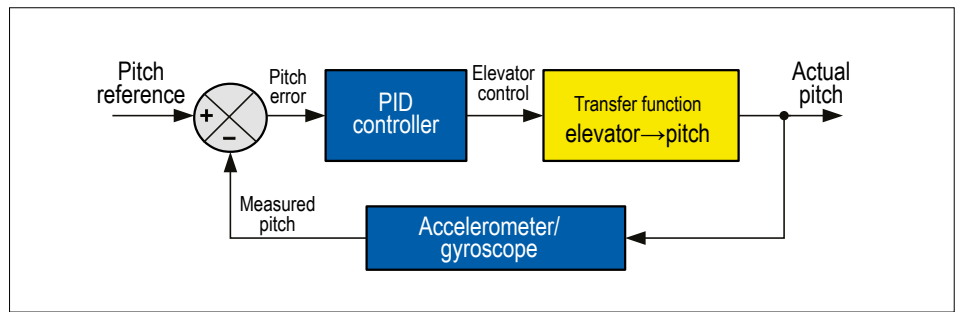 Pitch
reference
+
−
Pitch
error
PID
controller
Elevator
control
Transfer function
elevator→pitch
Actual
pitch
Measured
pitch
Accelerometer/
gyroscope